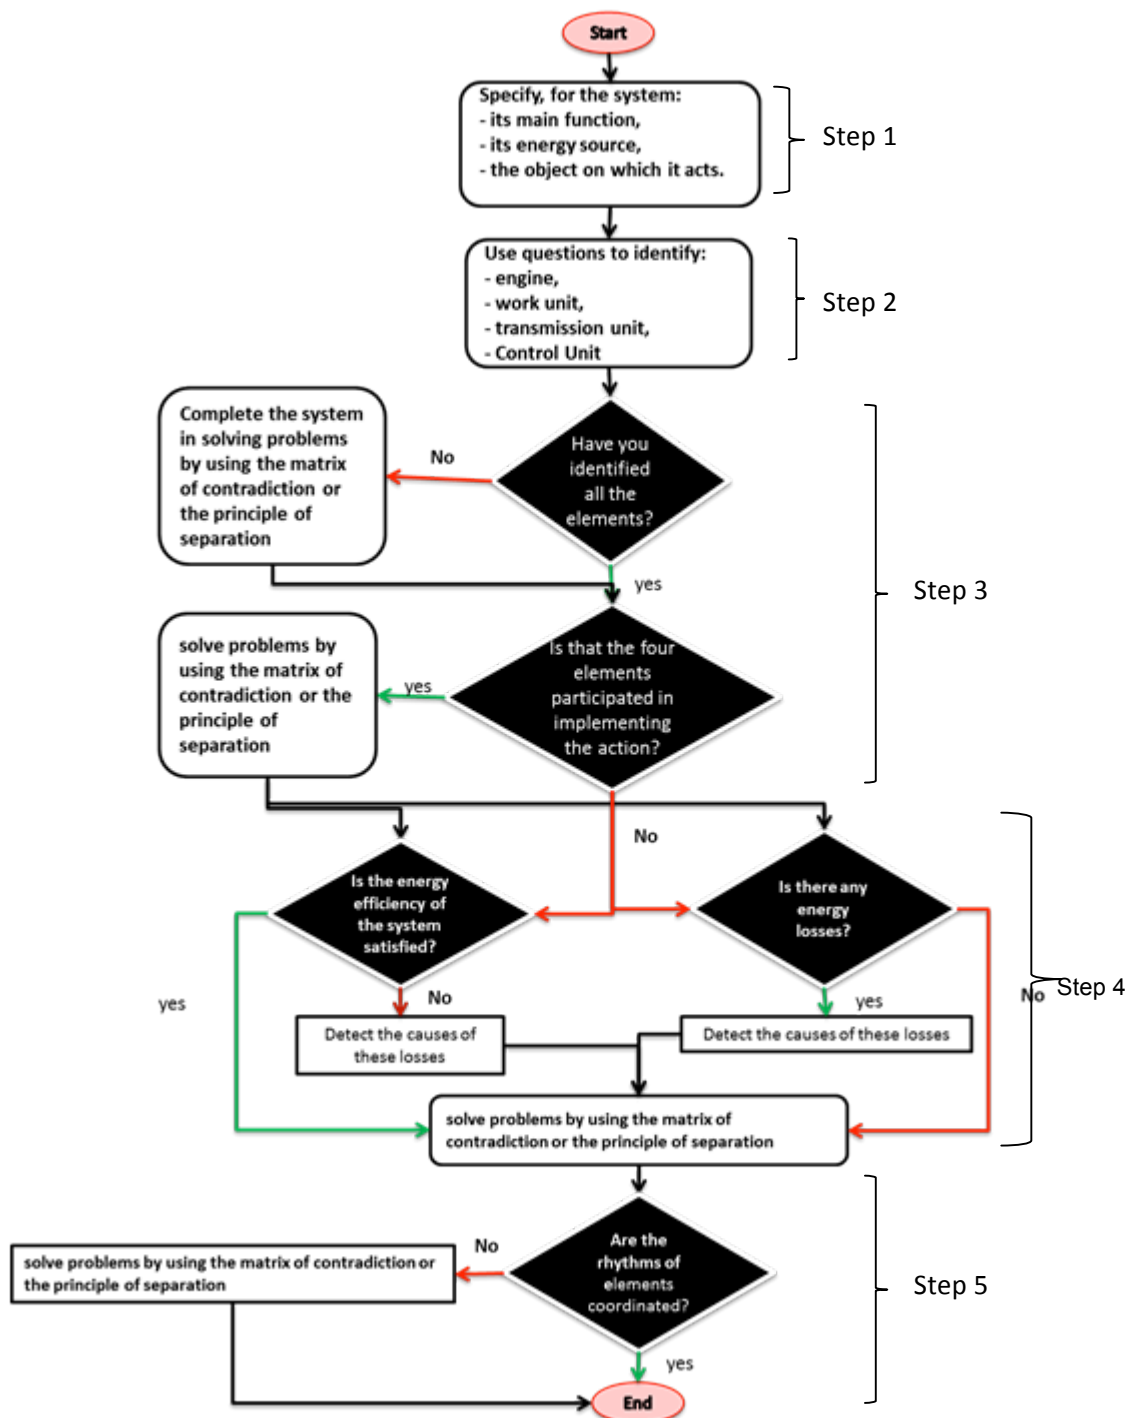 Start
Specify, for the system:
- its main function,
- its energy source,
- the object on which it acts.
Step 1
Use questions to identify:
- engine,
- work unit,
- transmission unit,
- Control Unit
Step 2
Complete the system
in solving problems
by using the matrix
of contradiction or
the principle of
separation
No
Have you
identified
all the
elements?
yes
Step 3
solve problems by
using the matrix of
contradiction or the
principle of
separation
yes
Is that the four
elements
participated in
implementing
the action?
No
Is the energy
efficiency of
the system
satisfied?
Is there any
energy
losses?
yes
No
yes
No
Step 4
Detect the causes of
these losses
Detect the causes of these losses
solve problems by using the matrix of
contradiction or the principle of separation
No
Are the
rhythms of
elements
coordinated?
solve problems by using the matrix of contradiction or
the principle of separation
Step 5
yes
End